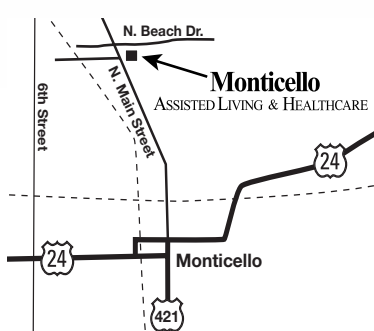 N. Beach Dr.
Monticello
ASSISTED LIVING & HEALTHCARE
N. Main Street
6th Street
24
24
Monticello
421